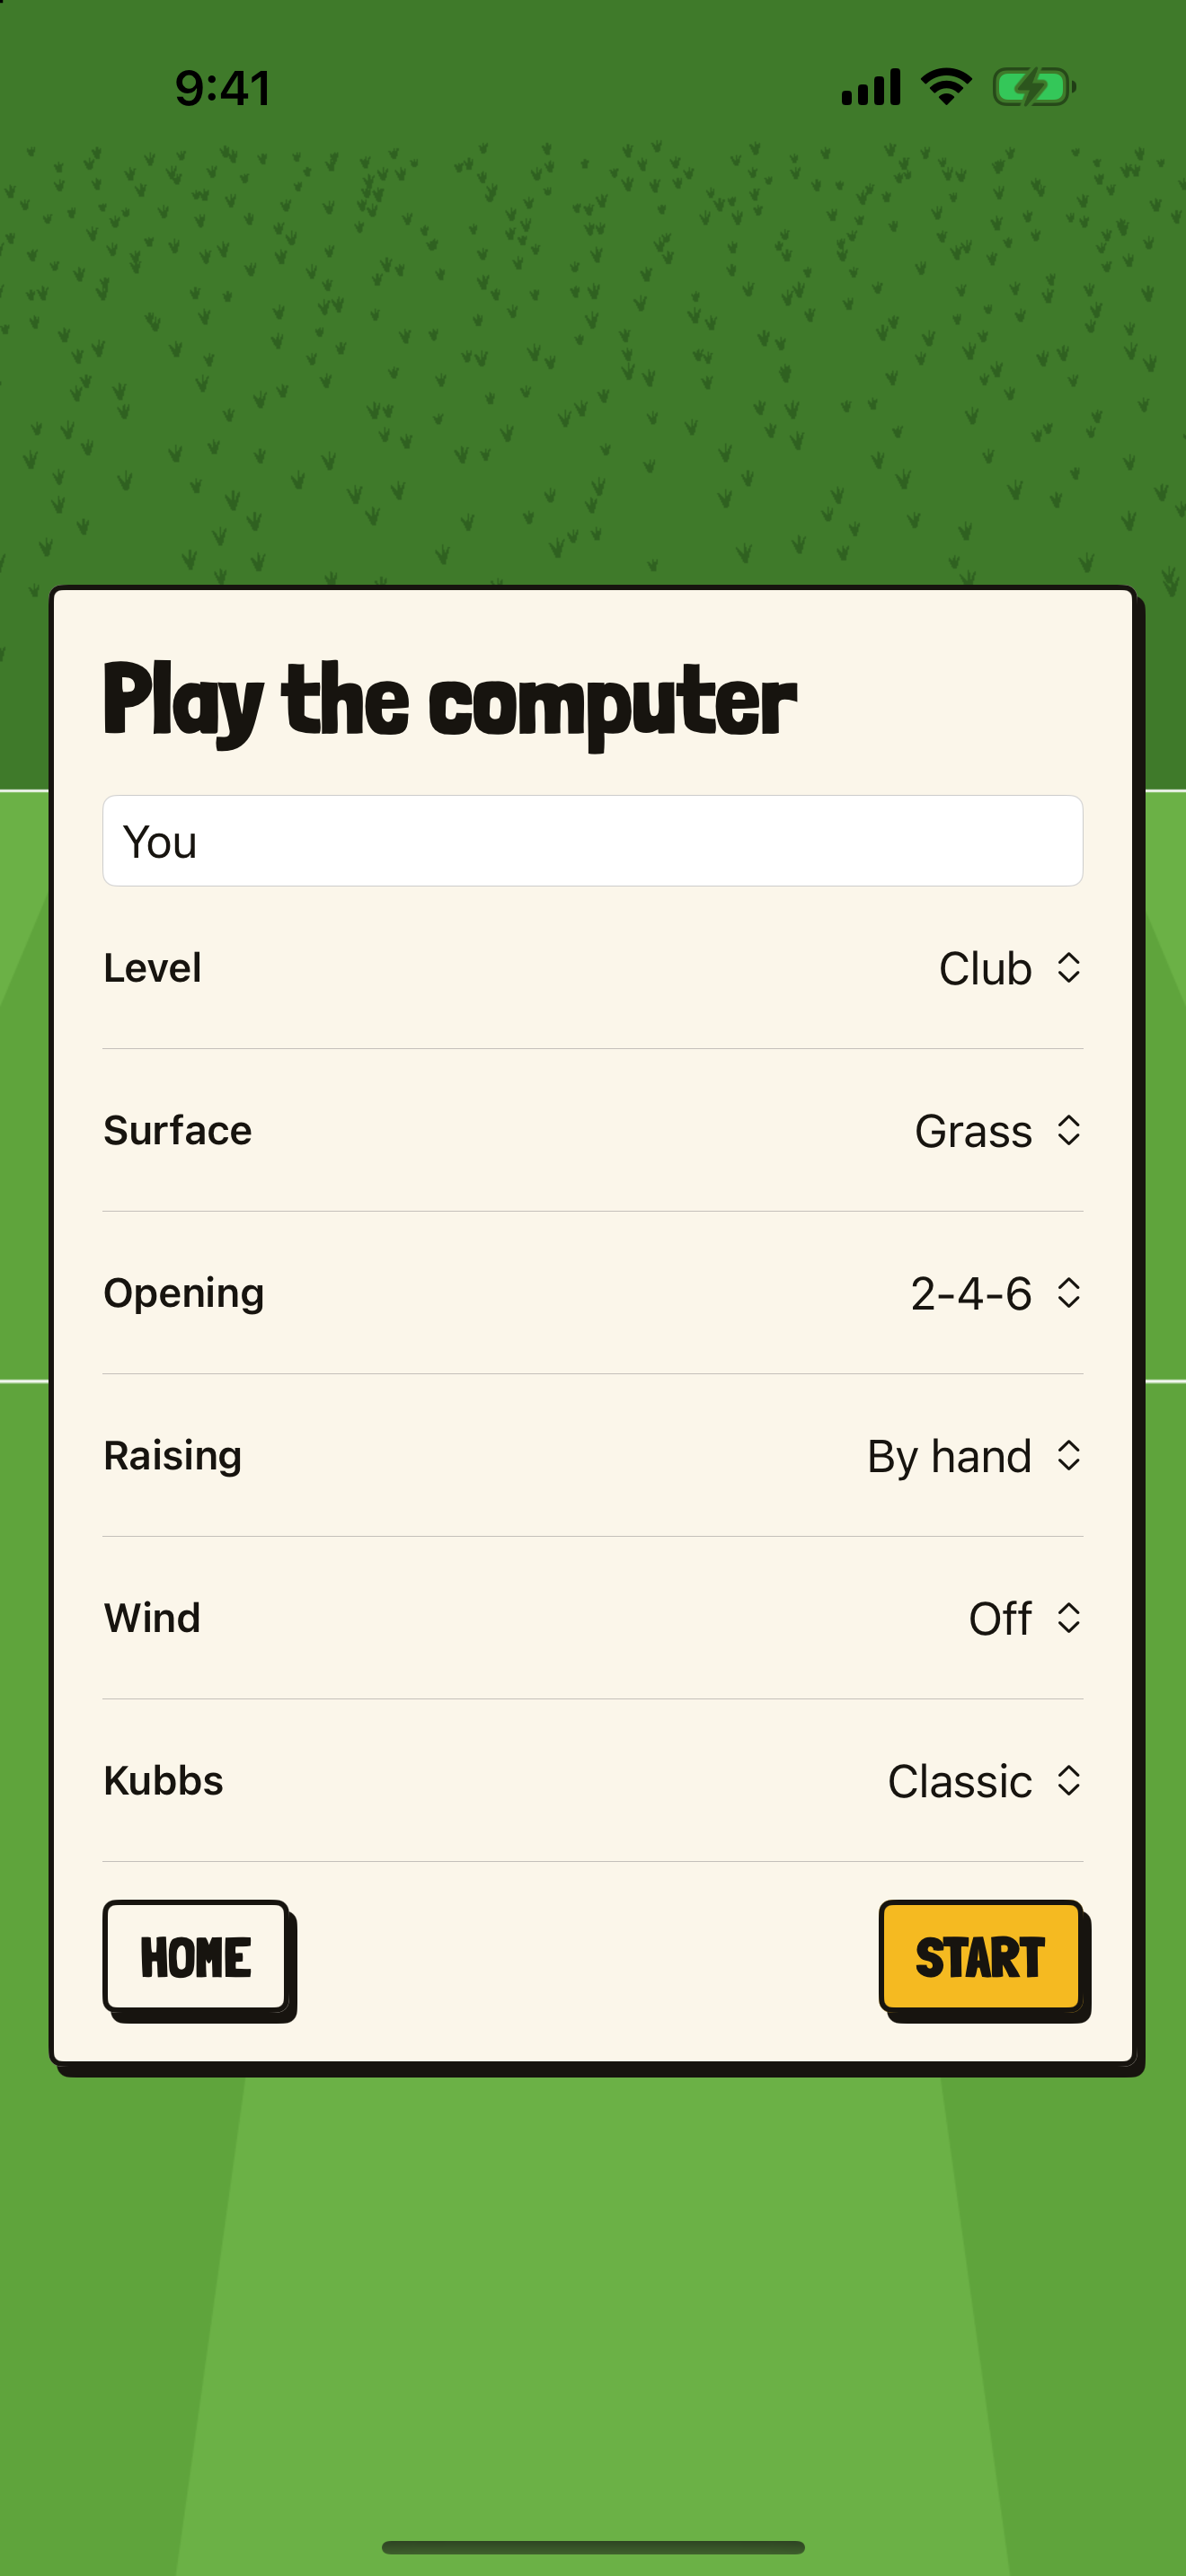 9:41
Play the computer
You
Level Club
Surface Grass
Opening 2-4-6
Raising By hand
Wind Off
Kubbs Classic
HOME START